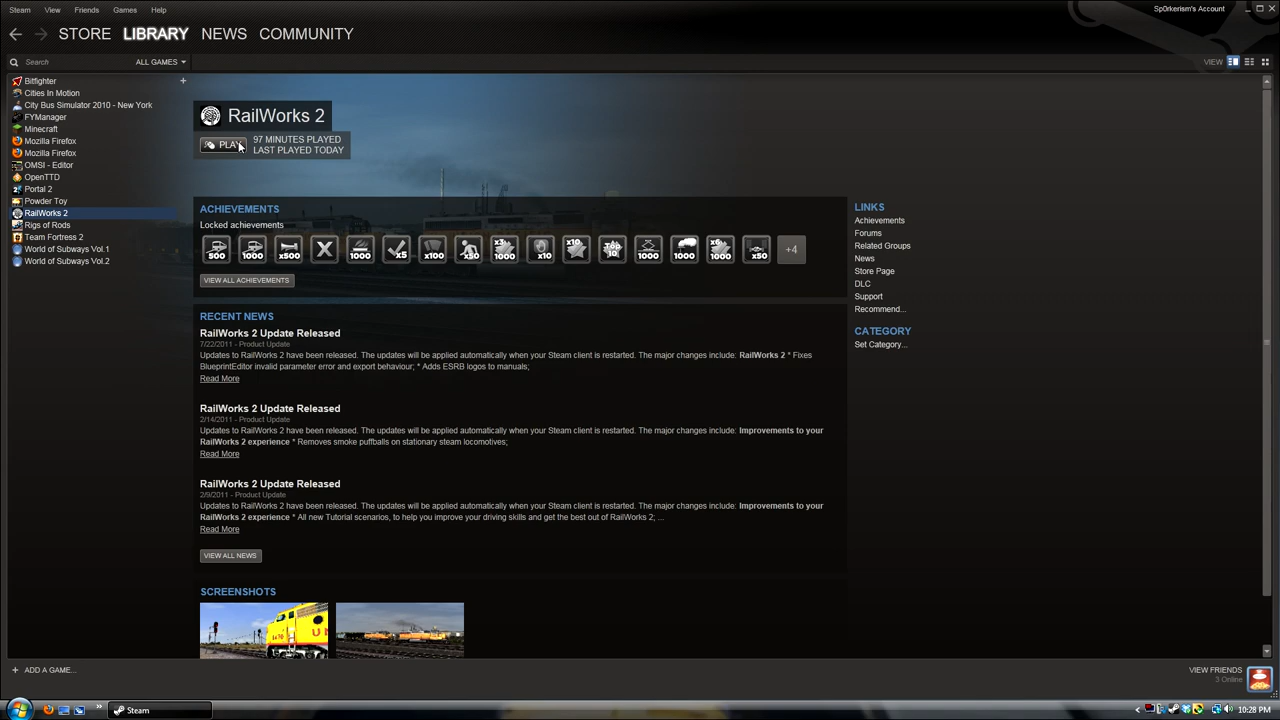 Steam View Friends Games Help
Sp0rkerism's Account
STORE LIBRARY NEWS COMMUNITY
Search
ALL GAMES
VIEW
Bitfighter
Cities In Motion
City Bus Simulator 2010 - New York
FYManager
Minecraft
Mozilla Firefox
Mozilla Firefox
OMSI - Editor
OpenTTD
Portal 2
Powder Toy
RailWorks 2
Rigs of Rods
Team Fortress 2
World of Subways Vol.1
World of Subways Vol.2
RailWorks 2
PLAY
97 MINUTES PLAYED
LAST PLAYED TODAY
ACHIEVEMENTS
Locked achievements
500 1000 x500 X 1000 x5 x100 x50 x3 1000 x10 x10 Top 10 1000 1000 x6 1000 x50 +4
VIEW ALL ACHIEVEMENTS
RECENT NEWS
RailWorks 2 Update Released
7/22/2011 - Product Update
Updates to RailWorks 2 have been released. The updates will be applied automatically when your Steam client is restarted. The major changes include: RailWorks 2 * Fixes
BlueprintEditor invalid parameter error and export behaviour; * Adds ESRB logos to manuals;
Read More
RailWorks 2 Update Released
2/14/2011 - Product Update
Updates to RailWorks 2 have been released. The updates will be applied automatically when your Steam client is restarted. The major changes include: Improvements to your
RailWorks 2 experience * Removes smoke puffballs on stationary steam locomotives;
Read More
RailWorks 2 Update Released
2/9/2011 - Product Update
Updates to RailWorks 2 have been released. The updates will be applied automatically when your Steam client is restarted. The major changes include: Improvements to your
RailWorks 2 experience * All new Tutorial scenarios, to help you improve your driving skills and get the best out of RailWorks 2; ...
Read More
VIEW ALL NEWS
SCREENSHOTS
LINKS
Achievements
Forums
Related Groups
News
Store Page
DLC
Support
Recommend...
CATEGORY
Set Category...
+ ADD A GAME...
VIEW FRIENDS
3 Online
Steam
10:28 PM